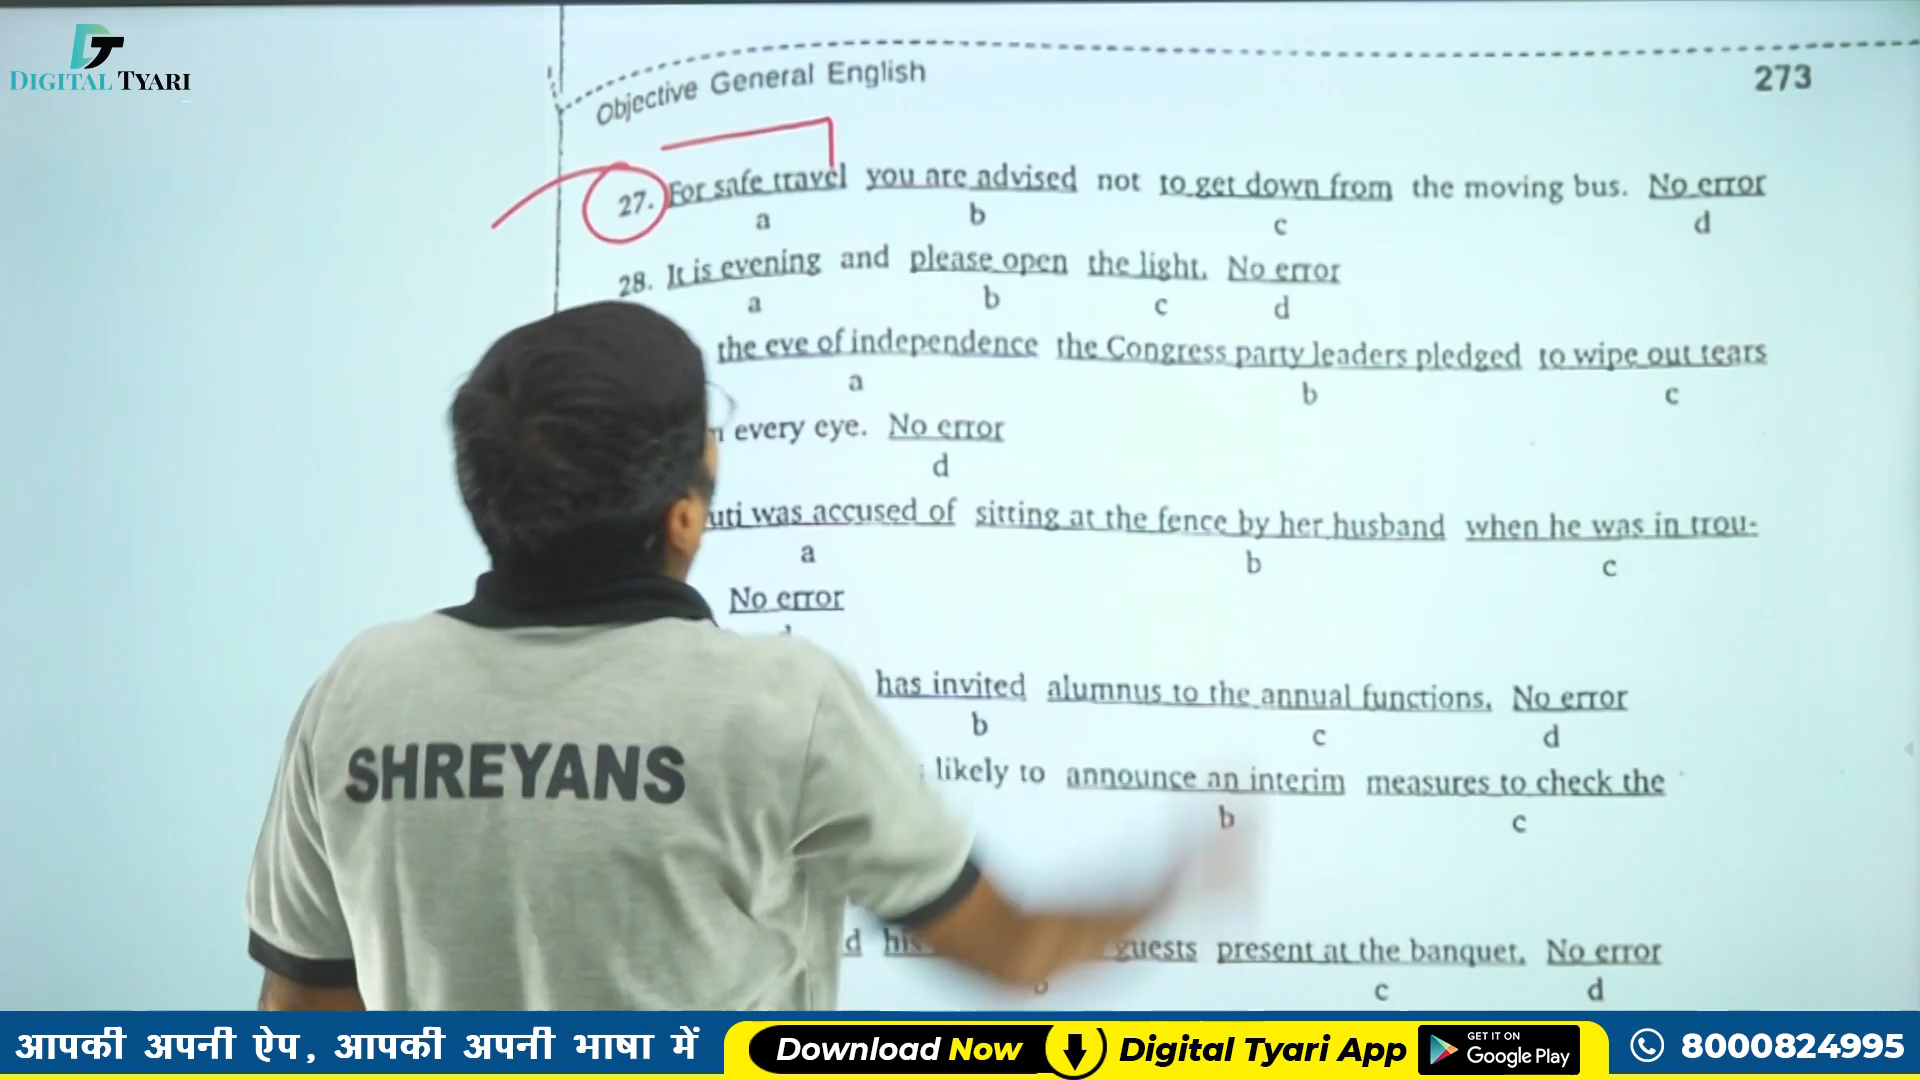 DT
DIGITAL TYARI
Objective General English
273
27. For safe travel you are advised not to get down from the moving bus. No error
a b c d
28. It is evening and please open the light. No error
a b c d
the eve of independence the Congress party leaders pledged to wipe out tears
a b c
every eye. No error
d
was accused of sitting at the fence by her husband when he was in trou-
a b c
No error
has invited alumnus to the annual functions. No error
b c d
likely to announce an interim measures to check the
b c
guests present at the banquet. No error
c d
SHREYANS
आपकी अपनी ऐप, आपकी अपनी भाषा में
Download Now
Digital Tyari App
GET IT ON
Google Play
8000824995